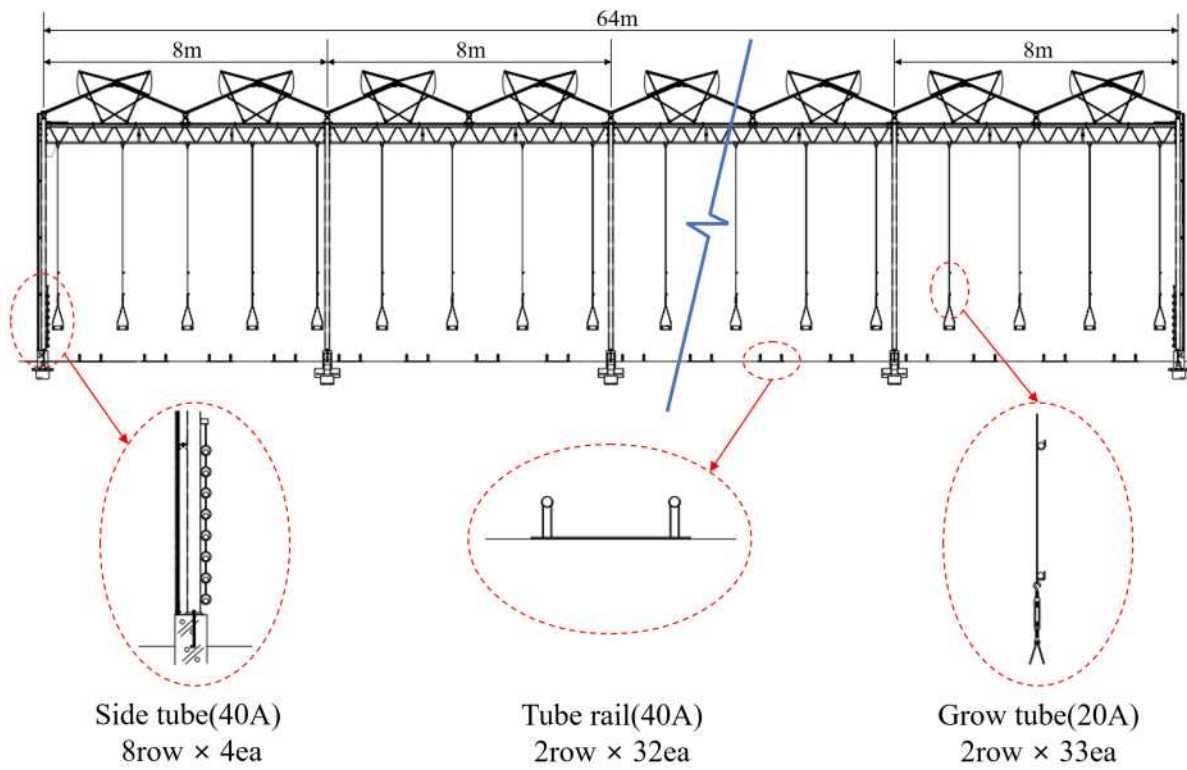 64m
8m
8m
8m
Side tube(40A)
8row × 4ea
Tube rail(40A)
2row × 32ea
Grow tube(20A)
2row × 33ea